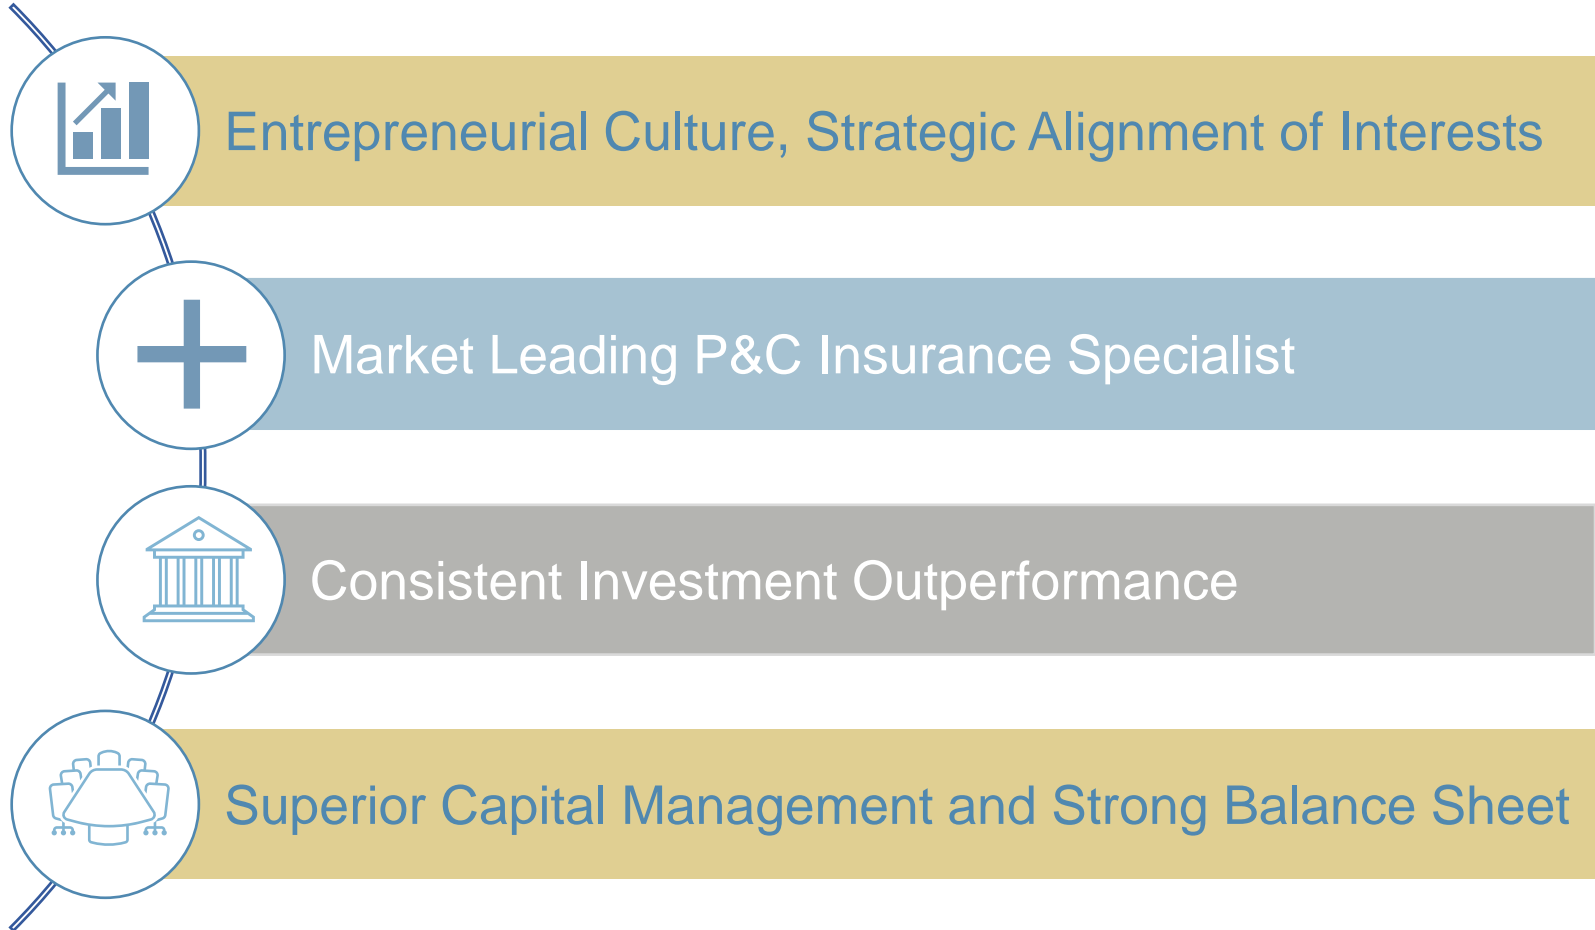 Entrepreneurial Culture, Strategic Alignment of Interests
Market Leading P&C Insurance Specialist
Consistent Investment Outperformance
Superior Capital Management and Strong Balance Sheet